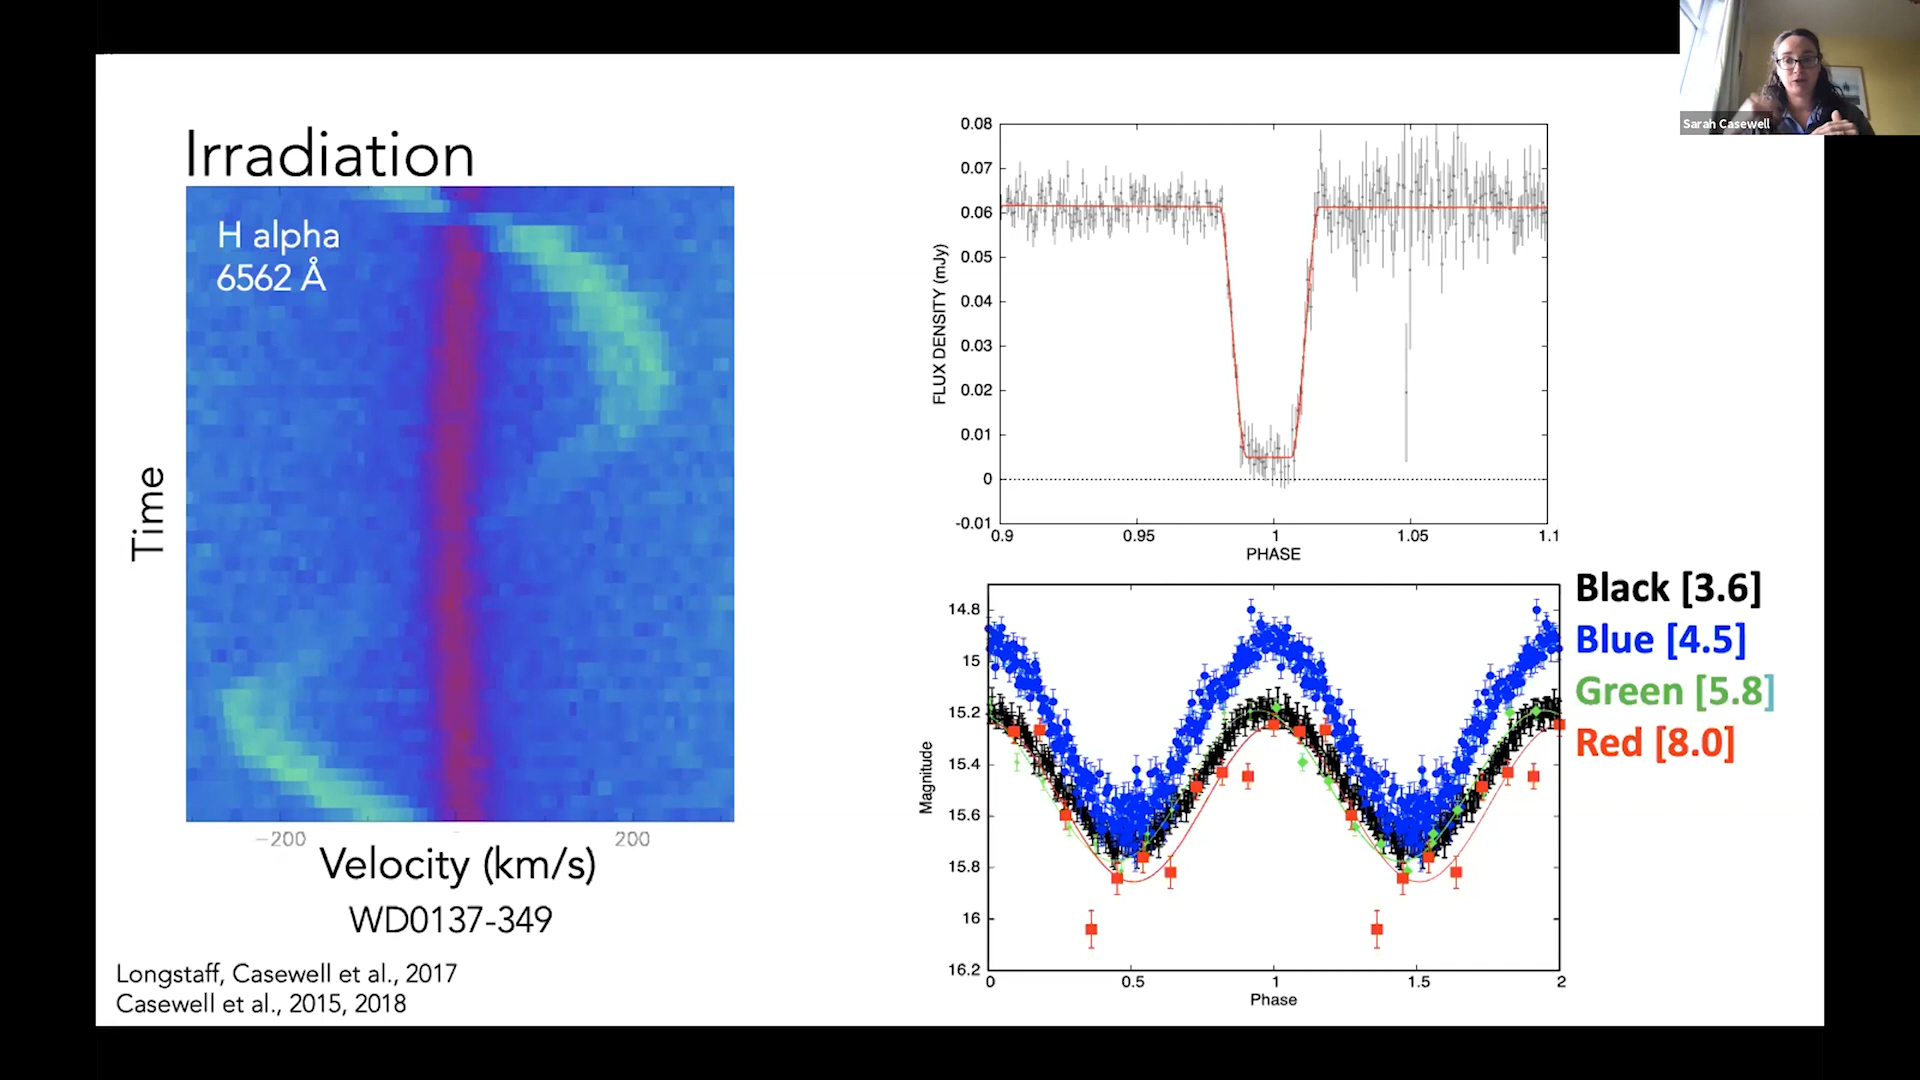 Irradiation
H alpha
6562 Å
Time
−200
200
Velocity (km/s)
WD0137-349
Longstaff, Casewell et al., 2017
Casewell et al., 2015, 2018
0.08
0.07
0.06
0.05
0.04
0.03
0.02
0.01
0
-0.01
FLUX DENSITY (mJy)
0.9
0.95
1
1.05
1.1
PHASE
14.8
15
15.2
15.4
15.6
15.8
16
16.2
Magnitude
0
0.5
1
1.5
2
Phase
Black [3.6]
Blue [4.5]
Green [5.8]
Red [8.0]
Sarah Casewell